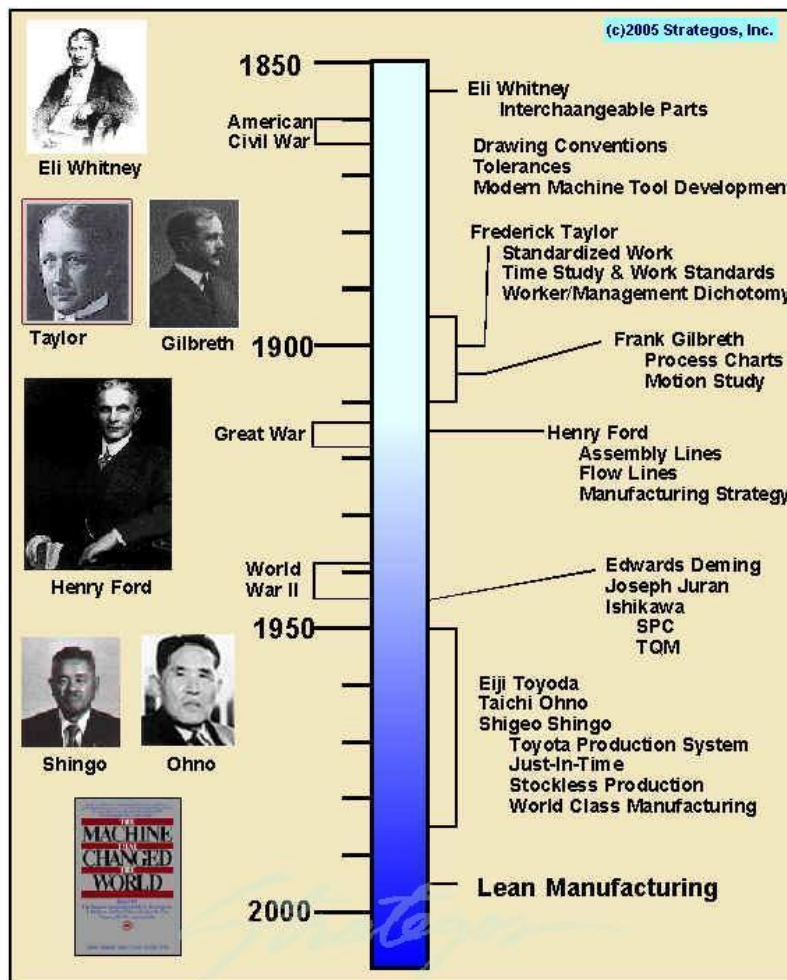 (c)2005 Strategos, Inc.
1850
Eli Whitney
Interchaangeable Parts
American
Civil War
Eli Whitney
Drawing Conventions
Tolerances
Modern Machine Tool Development
Frederick Taylor
Standardized Work
Time Study & Work Standards
Worker/Management Dichotomy
Taylor
Gilbreth
1900
Frank Gilbreth
Process Charts
Motion Study
Great War
Henry Ford
Assembly Lines
Flow Lines
Manufacturing Strategy
World
War II
Henry Ford
Edwards Deming
Joseph Juran
Ishikawa
SPC
TQM
1950
Eiji Toyoda
Taichi Ohno
Shigeo Shingo
Toyota Production System
Just-In-Time
Stockless Production
World Class Manufacturing
Shingo
Ohno
THE
MACHINE
THAT
CHANGED
THE
WORLD
Lean Manufacturing
2000
Strategos